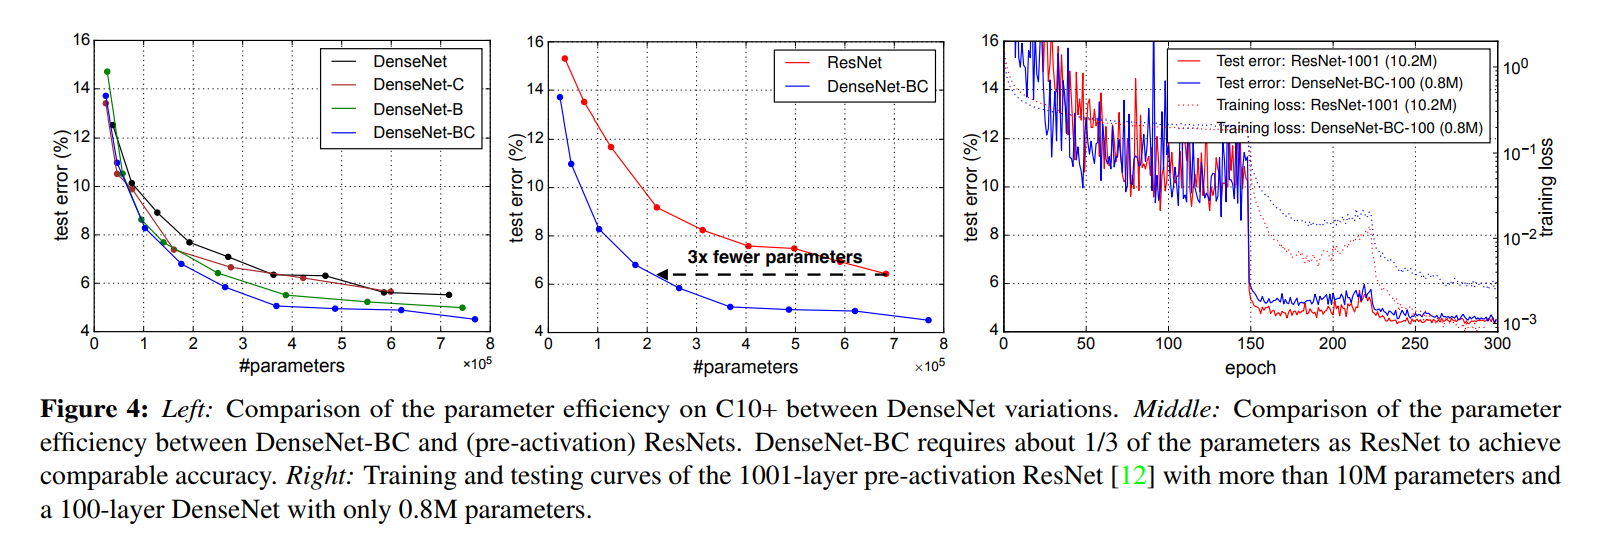 16
14
12
10
8
6
4
test error (%)
0 1 2 3 4 5 6 7 8
×10⁵
#parameters
DenseNet
DenseNet-C
DenseNet-B
DenseNet-BC
16
14
12
10
8
6
4
test error (%)
0 1 2 3 4 5 6 7 8
×10⁵
#parameters
ResNet
DenseNet-BC
3x fewer parameters
16
14
12
10
8
6
4
test error (%)
0 50 100 150 200 250 300
epoch
10⁰
10⁻¹
10⁻²
10⁻³
training loss
Test error: ResNet-1001 (10.2M)
Test error: DenseNet-BC-100 (0.8M)
Training loss: ResNet-1001 (10.2M)
Training loss: DenseNet-BC-100 (0.8M)
Figure 4: Left: Comparison of the parameter efficiency on C10+ between DenseNet variations. Middle: Comparison of the parameter
efficiency between DenseNet-BC and (pre-activation) ResNets. DenseNet-BC requires about 1/3 of the parameters as ResNet to achieve
comparable accuracy. Right: Training and testing curves of the 1001-layer pre-activation ResNet [12] with more than 10M parameters and
a 100-layer DenseNet with only 0.8M parameters.